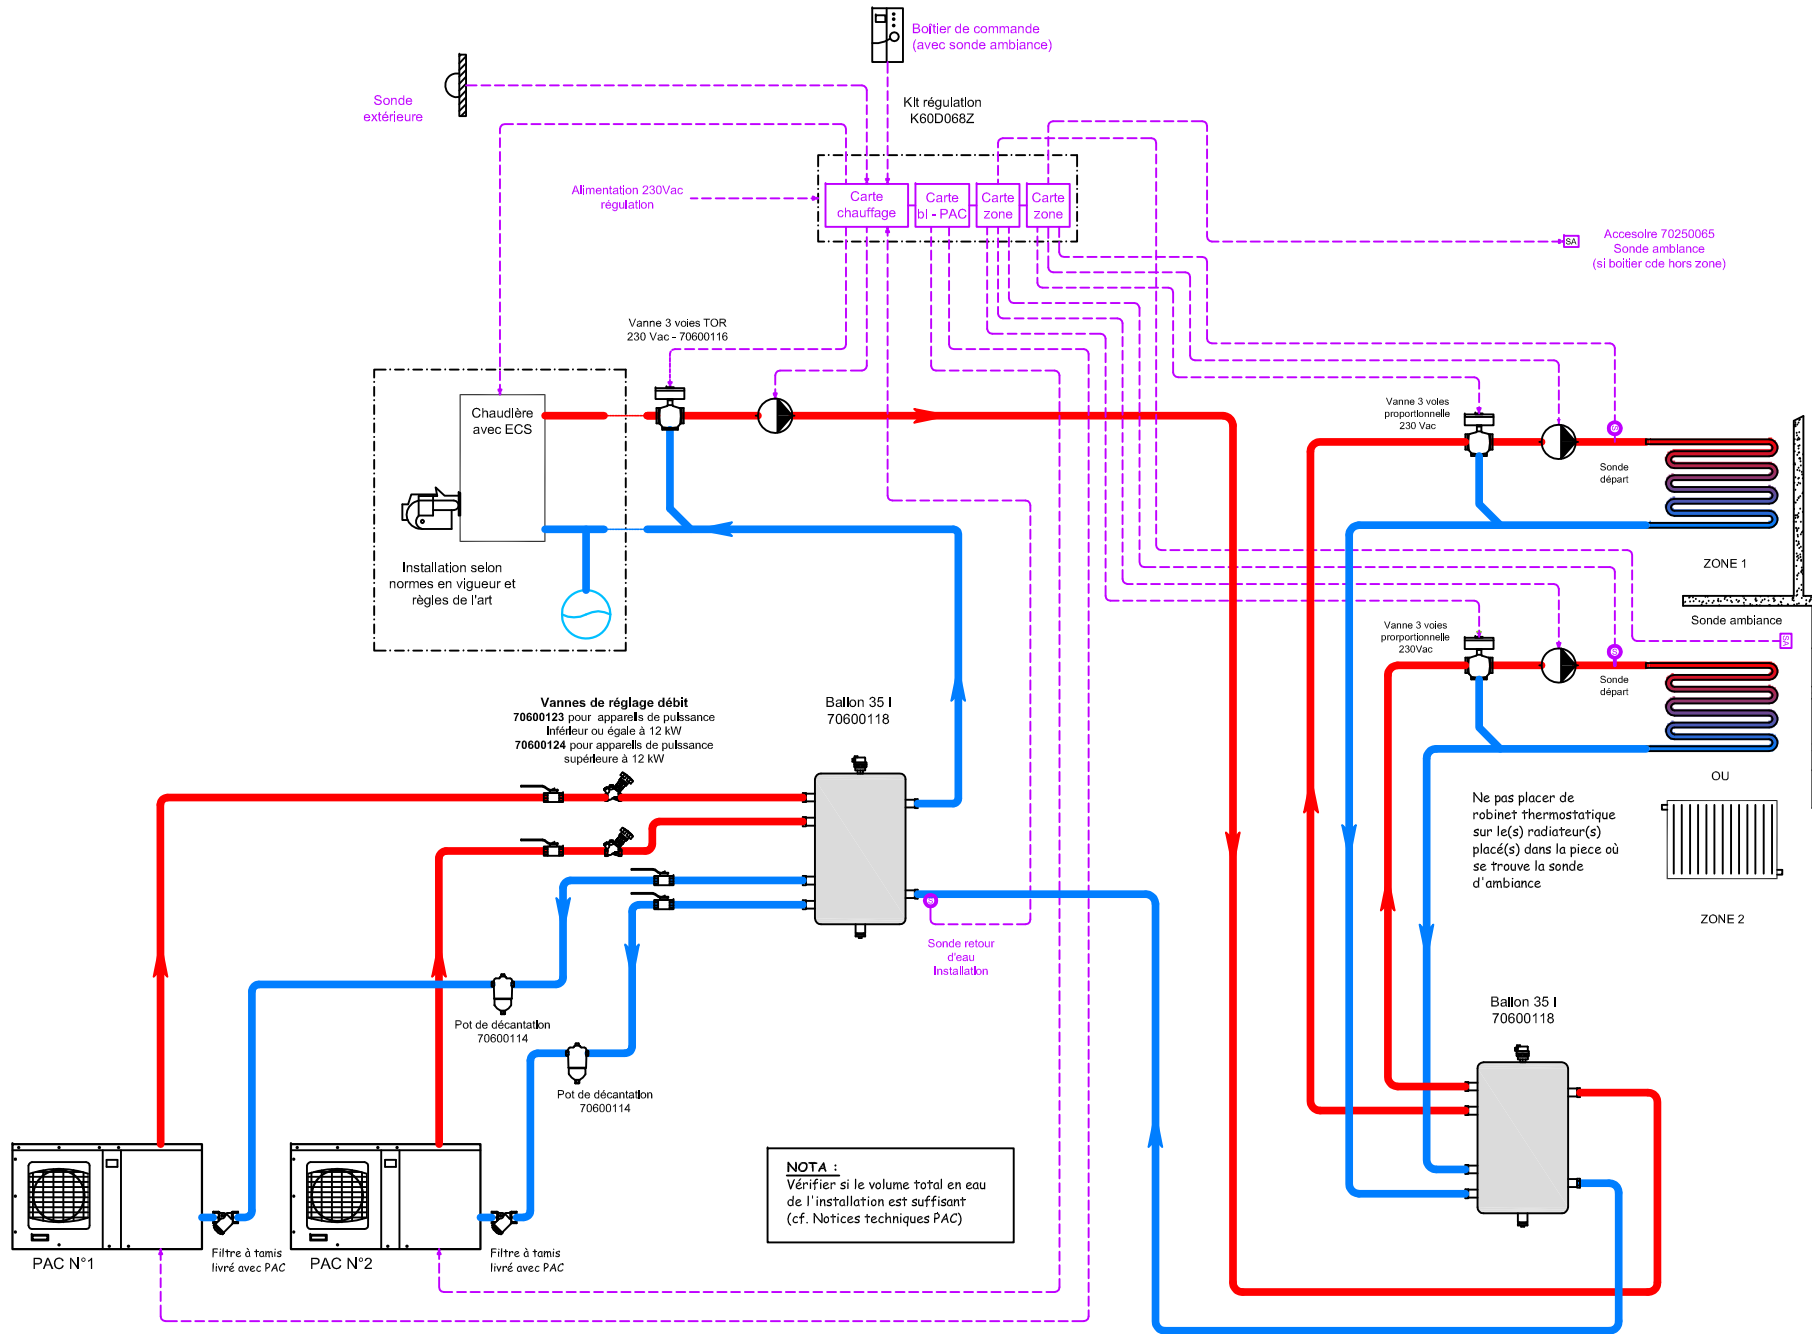 Boîtier de commande
(avec sonde ambiance)
Sonde
extérieure
Kit régulation
K60D068Z
Alimentation 230Vac
régulation
Carte
chauffage
Carte
bi - PAC
Carte
zone
Carte
zone
SA
Accesoire 70250065
Sonde ambiance
(si boitier cde hors zone)
Vanne 3 voies TOR
230 Vac - 70600116
Chaudière
avec ECS
Installation selon
normes en vigueur et
règles de l'art
Vanne 3 voies
proportionnelle
230 Vac
S
Sonde
départ
ZONE 1
Sonde ambiance
SA
Vanne 3 voies
prorportionnelle
230Vac
S
Sonde
départ
OU
Ne pas placer de
robinet thermostatique
sur le(s) radiateur(s)
placé(s) dans la piece où
se trouve la sonde
d'ambiance
ZONE 2
Vannes de réglage débit
70600123 pour appareils de puissance
inférieur ou égale à 12 kW
70600124 pour appareils de puissance
supérieure à 12 kW
Ballon 35 l
70600118
S
Sonde retour
d'eau
Installation
Pot de décantation
70600114
Pot de décantation
70600114
Ballon 35 l
70600118
NOTA :
Vérifier si le volume total en eau
de l'installation est suffisant
(cf. Notices techniques PAC)
PAC N°1
Filtre à tamis
livré avec PAC
PAC N°2
Filtre à tamis
livré avec PAC